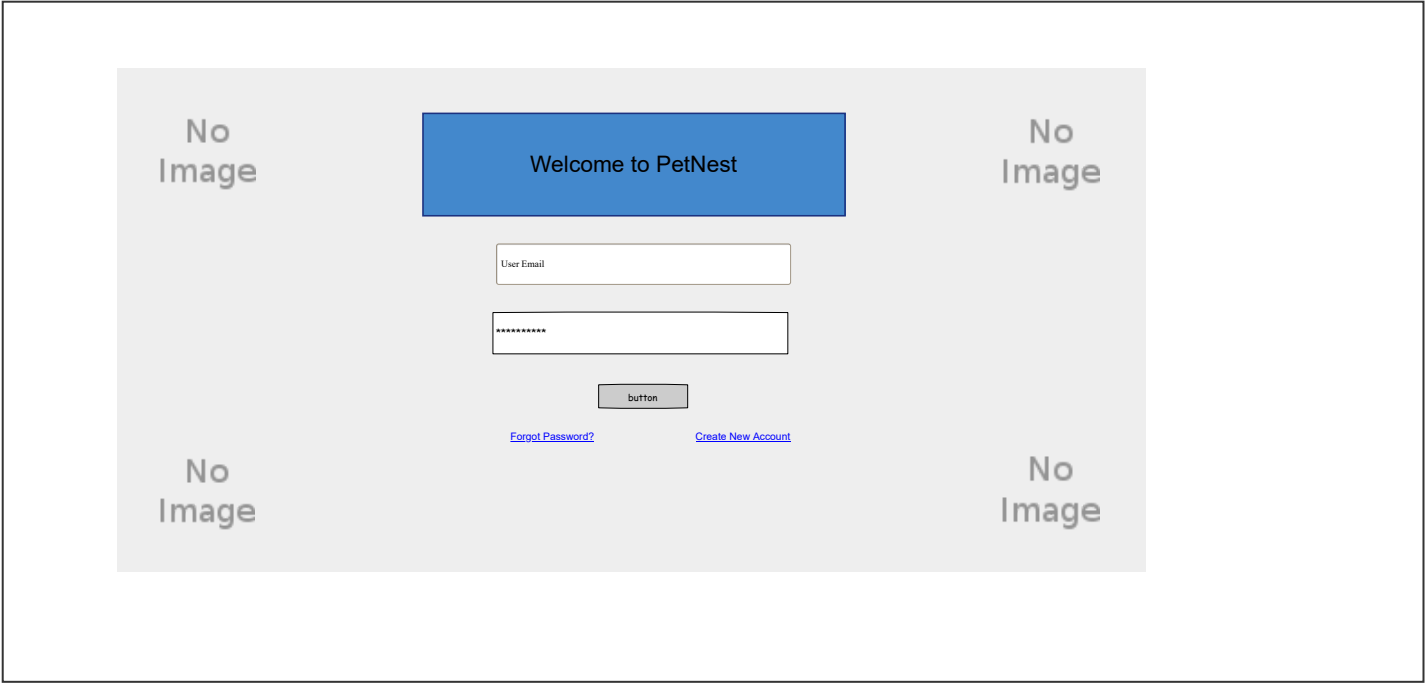 No
Image
No
Image
Welcome to PetNest
User Email
**********
button
Forgot Password?
Create New Account
No
Image
No
Image